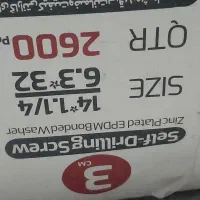 3 CM
Self-Drilling Screw
Zinc Plated EPDM Bonded Washer
SIZE 14*1.1/4
6.3*32
QTR 2600